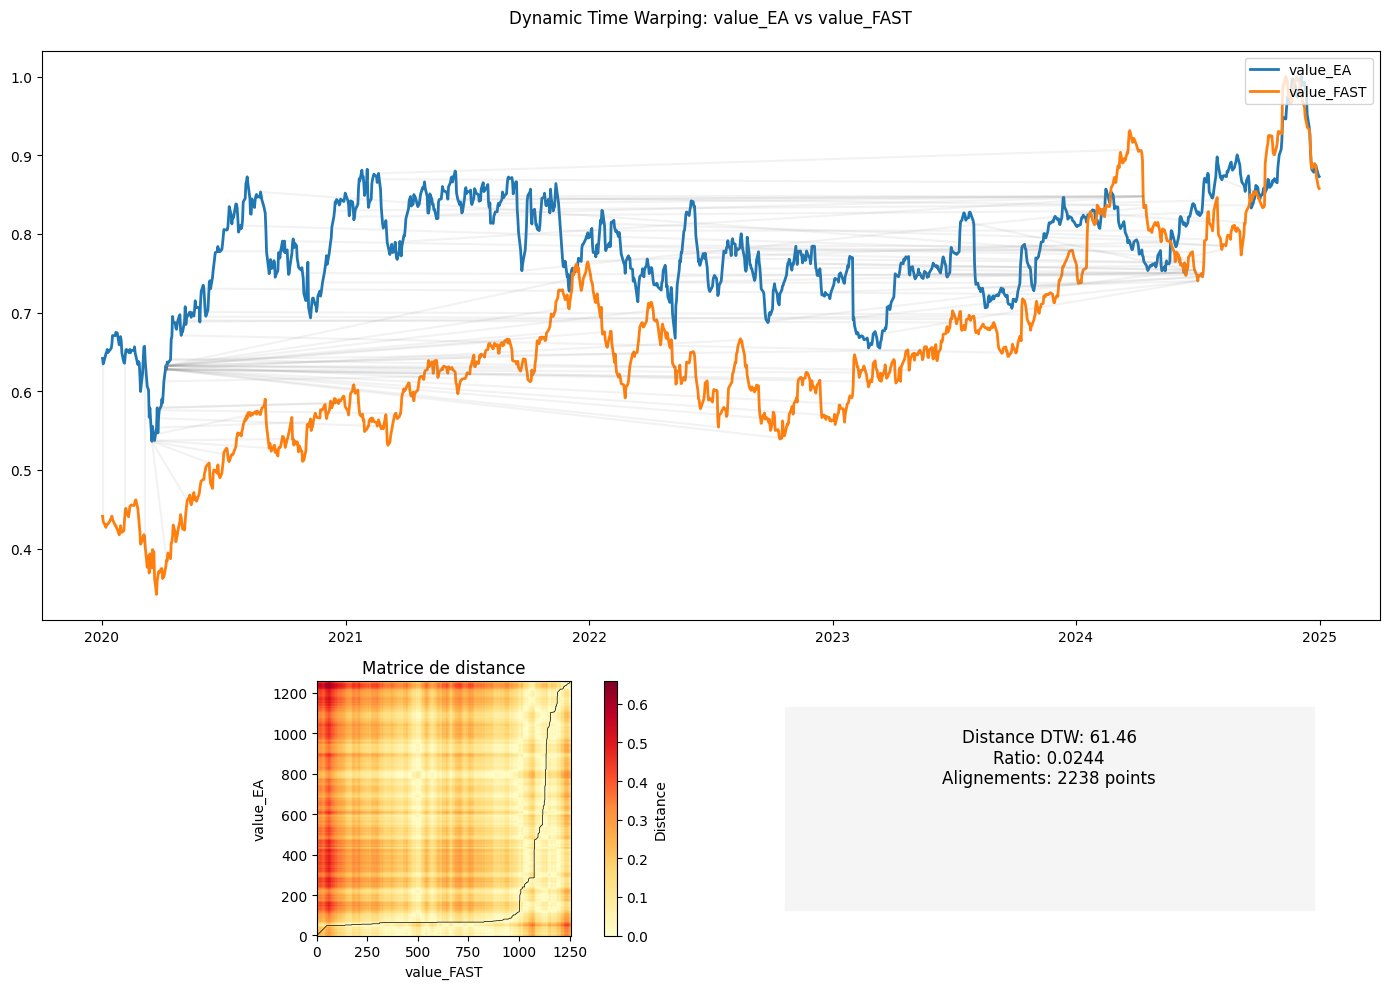 Dynamic Time Warping: value_EA vs value_FAST
value_EA
value_FAST
1.0
0.9
0.8
0.7
0.6
0.5
0.4
2020 2021 2022 2023 2024 2025
Matrice de distance
value_EA
1200
1000
800
600
400
200
0
0 250 500 750 1000 1250
value_FAST
0.6
0.5
0.4
0.3
0.2
0.1
0.0
Distance
Distance DTW: 61.46
Ratio: 0.0244
Alignements: 2238 points